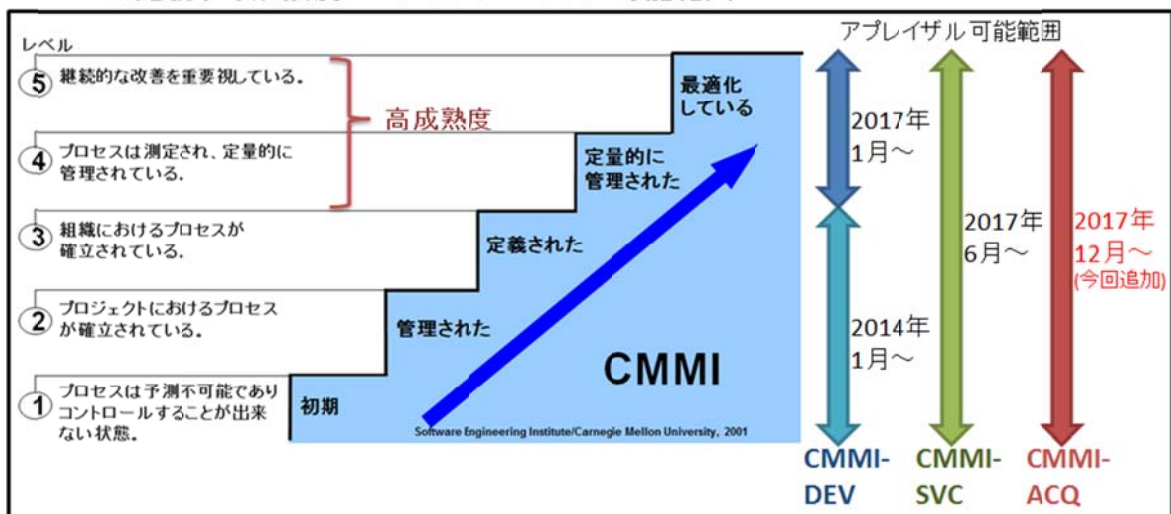 レベル
アプレイザル可能範囲
5 継続的な改善を重要視している。
最適化
している
高成熟度
4 プロセスは測定され、定量的に
管理されている.
定量的に
管理された
3 組織におけるプロセスが
確立されている.
定義された
2 プロジェクトにおけるプロセス
が確立されている。
管理された
1 プロセスは予測不可能であり
コントロールすることが出来
ない状態。
初期
CMMI
Software Engineering Institute/Carnegie Mellon University, 2001
2017年
1月～
2014年
1月～
2017年
6月～
2017年
12月～
(今回追加)
CMMI-
DEV
CMMI-
SVC
CMMI-
ACQ